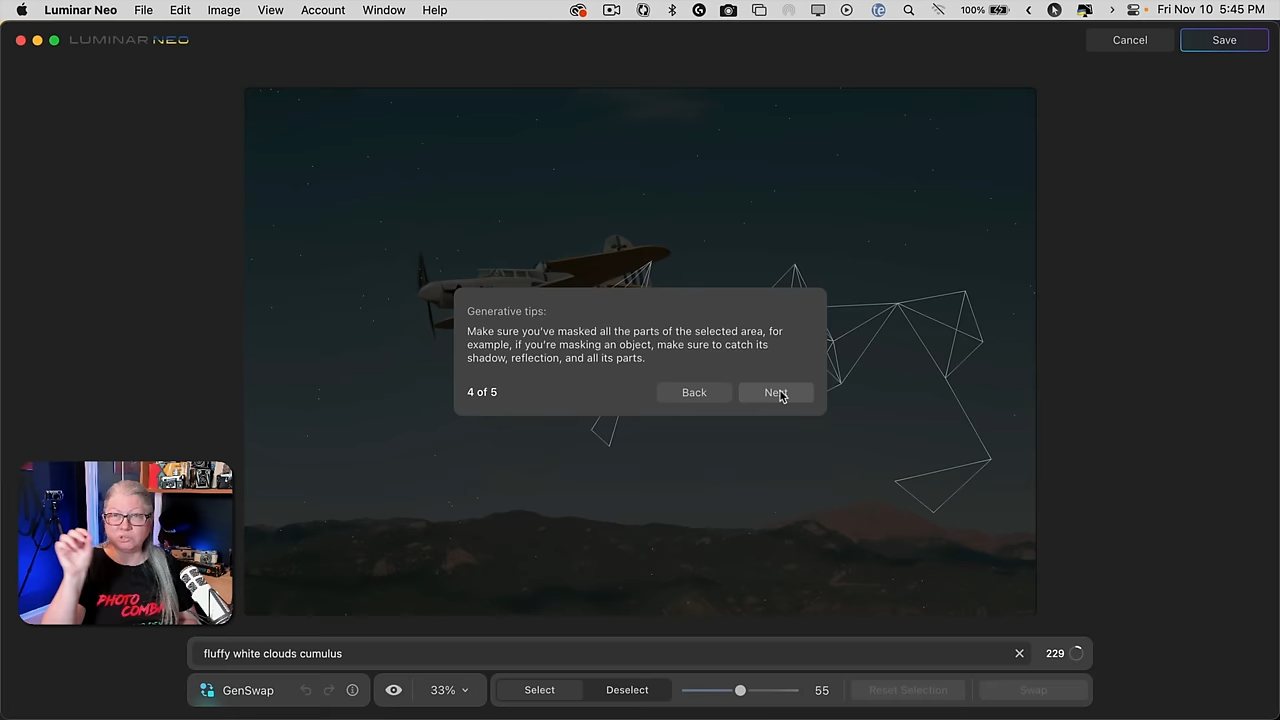 Luminar Neo File Edit Image View Account Window Help 100% Fri Nov 10 5:45 PM
LUMINAR NEO Cancel Save
Generative tips:
Make sure you've masked all the parts of the selected area, for
example, if you're masking an object, make sure to catch its
shadow, reflection, and all its parts.
4 of 5 Back Next
PHOTO
COMB
fluffy white clouds cumulus 229
GenSwap 33% Select Deselect 55 Reset Selection Swap